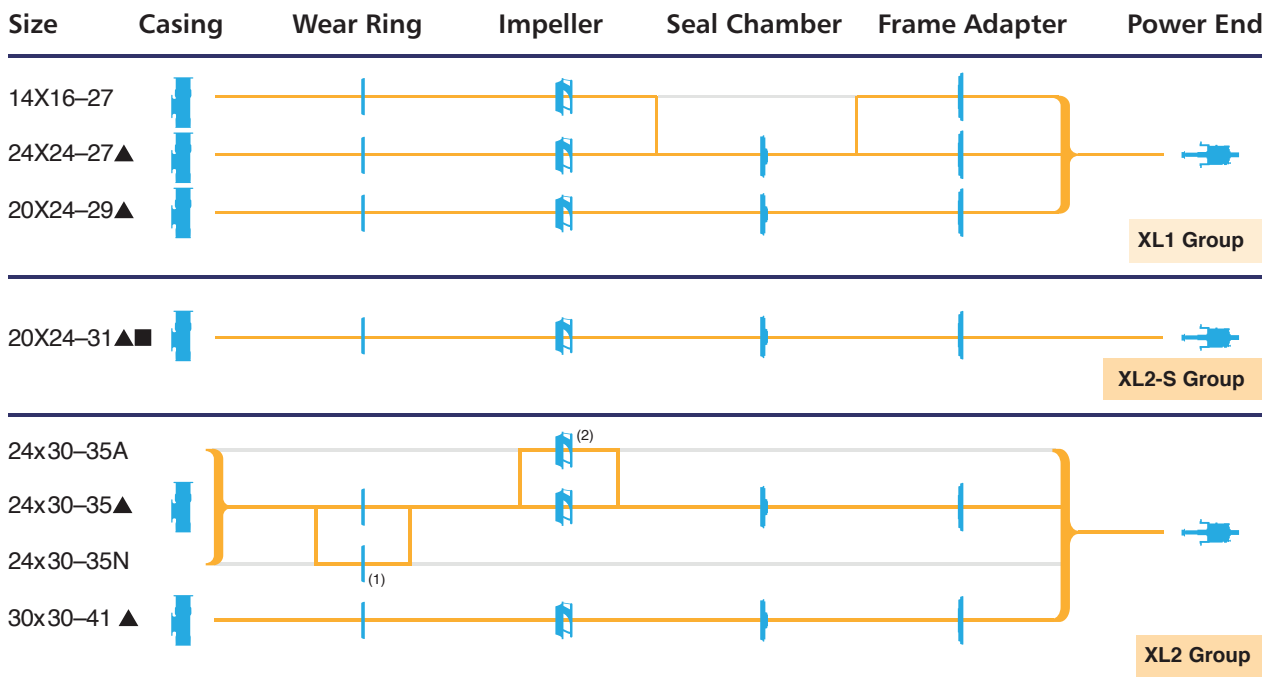 Size Casing Wear Ring Impeller Seal Chamber Frame Adapter Power End
14X16–27
24X24–27▲
20X24–29▲
XL1 Group
20X24–31▲■
XL2-S Group
24x30–35A
(2)
24x30–35▲
24x30–35N
(1)
30x30–41 ▲
XL2 Group